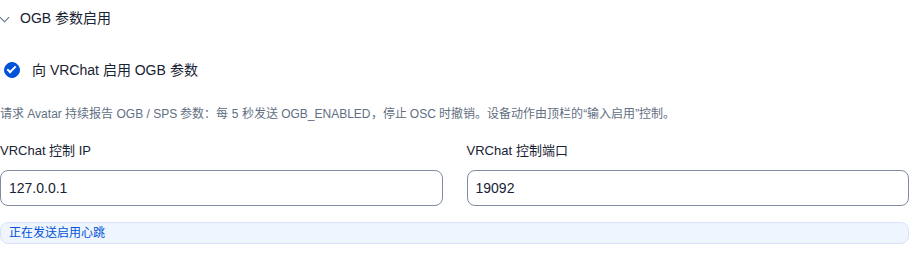 OGB 参数启用
向 VRChat 启用 OGB 参数
请求 Avatar 持续报告 OGB / SPS 参数：每 5 秒发送 OGB_ENABLED，停止 OSC 时撤销。设备动作由顶栏的“输入启用”控制。
VRChat 控制 IP
VRChat 控制端口
127.0.0.1
19092
正在发送启用心跳